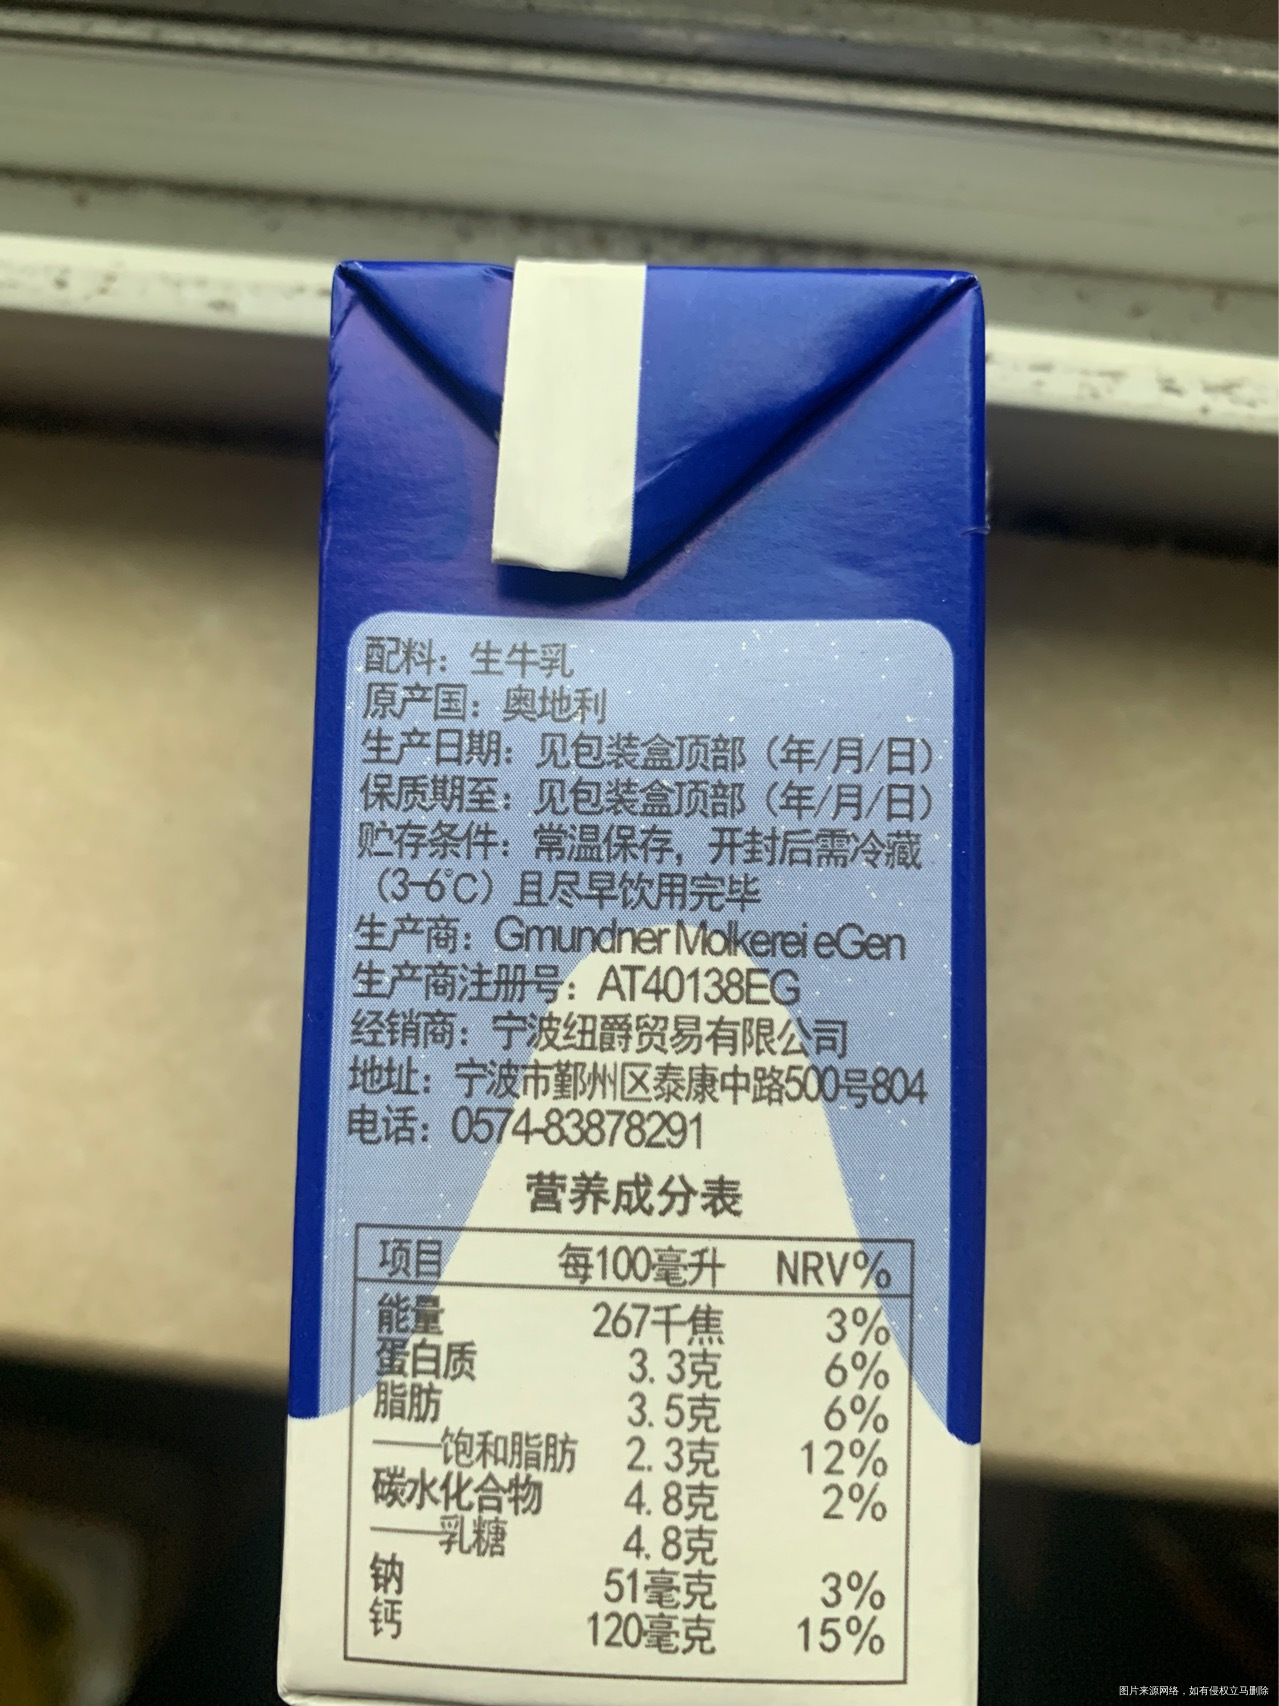 配料：生牛乳
原产国：奥地利
生产日期：见包装盒顶部（年/月/日）
保质期至：见包装盒顶部（年/月/日）
贮存条件：常温保存，开封后需冷藏
（3-6℃）且尽早饮用完毕
生产商：Gmundner Molkerei eGen
生产商注册号：AT40138EG
经销商：宁波纽爵贸易有限公司
地址：宁波市鄞州区泰康中路500号804
电话：0574-83878291
营养成分表
项目 每100毫升 NRV%
能量 267千焦 3%
蛋白质 3.3克 6%
脂肪 3.5克 6%
——饱和脂肪 2.3克 12%
碳水化合物 4.8克 2%
——乳糖 4.8克
钠 51毫克 3%
钙 120毫克 15%
图片来源网络，如有侵权立马删除